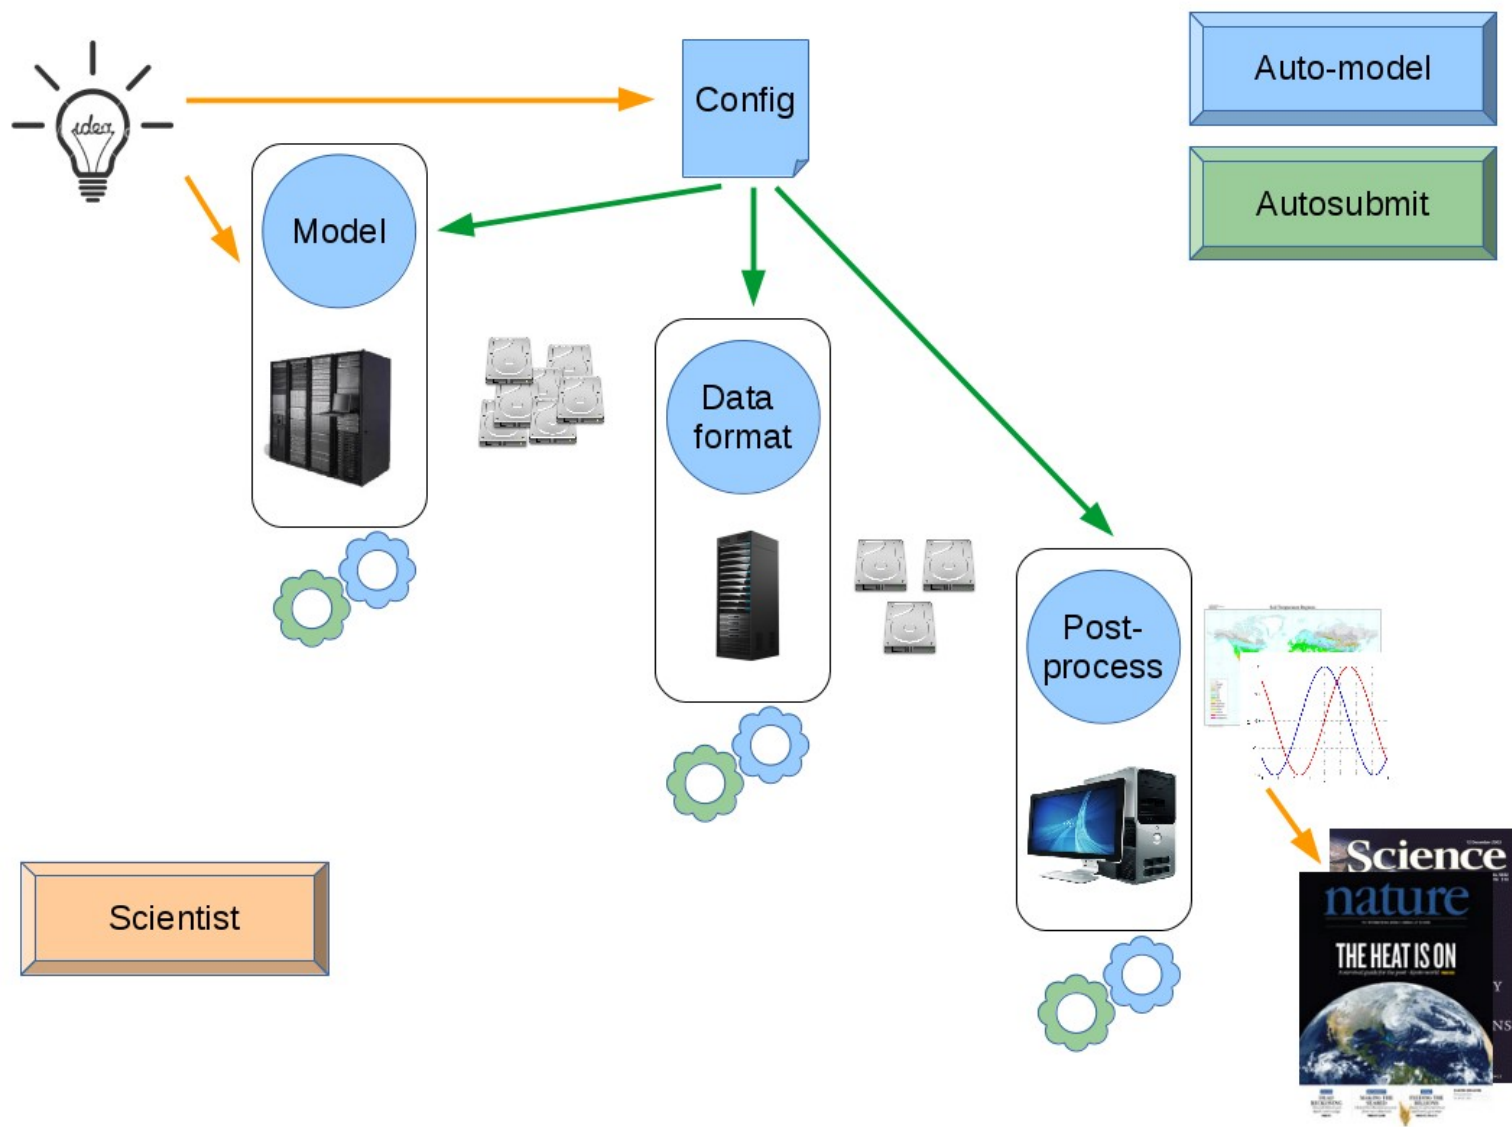 idea
Config
Auto-model
Autosubmit
Model
Data
format
Post-
process
Scientist
Science
nature
THE HEAT IS ON